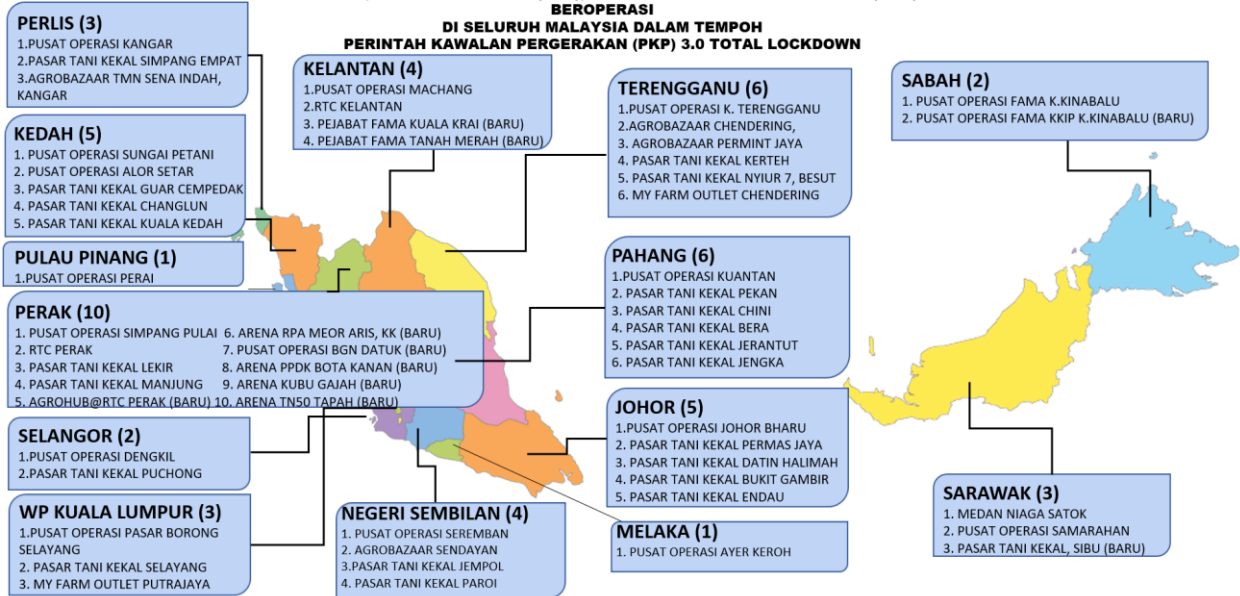 BEROPERASI
DI SELURUH MALAYSIA DALAM TEMPOH
PERINTAH KAWALAN PERGERAKAN (PKP) 3.0 TOTAL LOCKDOWN
PERLIS (3)
1.PUSAT OPERASI KANGAR
2.PASAR TANI KEKAL SIMPANG EMPAT
3.AGROBAZAAR TMN SENA INDAH,
KANGAR
KEDAH (5)
1. PUSAT OPERASI SUNGAI PETANI
2. PUSAT OPERASI ALOR SETAR
3. PASAR TANI KEKAL GUAR CEMPEDAK
4. PASAR TANI KEKAL CHANGLUN
5. PASAR TANI KEKAL KUALA KEDAH
PULAU PINANG (1)
1.PUSAT OPERASI PERAI
PERAK (10)
1. PUSAT OPERASI SIMPANG PULAI
2. RTC PERAK
3. PASAR TANI KEKAL LEKIR
4. PASAR TANI KEKAL MANJUNG
5. AGROHUB@RTC PERAK (BARU)
6. ARENA RPA MEOR ARIS, KK (BARU)
7. PUSAT OPERASI BGN DATUK (BARU)
8. ARENA PPDK BOTA KANAN (BARU)
9. ARENA KUBU GAJAH (BARU)
10. ARENA TN50 TAPAH (BARU)
SELANGOR (2)
1.PUSAT OPERASI DENGKIL
2.PASAR TANI KEKAL PUCHONG
WP KUALA LUMPUR (3)
1.PUSAT OPERASI PASAR BORONG
SELAYANG
2. PASAR TANI KEKAL SELAYANG
3. MY FARM OUTLET PUTRAJAYA
KELANTAN (4)
1.PUSAT OPERASI MACHANG
2.RTC KELANTAN
3. PEJABAT FAMA KUALA KRAI (BARU)
4. PEJABAT FAMA TANAH MERAH (BARU)
NEGERI SEMBILAN (4)
1. PUSAT OPERASI SEREMBAN
2. AGROBAZAAR SENDAYAN
3.PASAR TANI KEKAL JEMPOL
4. PASAR TANI KEKAL PAROI
TERENGGANU (6)
1.PUSAT OPERASI K. TERENGGANU
2.AGROBAZAAR CHENDERING,
3. AGROBAZAAR PERMINT JAYA
4. PASAR TANI KEKAL KERTEH
5. PASAR TANI KEKAL NYIUR 7, BESUT
6. MY FARM OUTLET CHENDERING
PAHANG (6)
1.PUSAT OPERASI KUANTAN
2. PASAR TANI KEKAL PEKAN
3. PASAR TANI KEKAL CHINI
4. PASAR TANI KEKAL BERA
5. PASAR TANI KEKAL JERANTUT
6. PASAR TANI KEKAL JENGKA
JOHOR (5)
1.PUSAT OPERASI JOHOR BHARU
2. PASAR TANI KEKAL PERMAS JAYA
3. PASAR TANI KEKAL DATIN HALIMAH
4. PASAR TANI KEKAL BUKIT GAMBIR
5. PASAR TANI KEKAL ENDAU
MELAKA (1)
1. PUSAT OPERASI AYER KEROH
SABAH (2)
1. PUSAT OPERASI FAMA K.KINABALU
2. PUSAT OPERASI FAMA KKIP K.KINABALU (BARU)
SARAWAK (3)
1. MEDAN NIAGA SATOK
2. PUSAT OPERASI SAMARAHAN
3. PASAR TANI KEKAL, SIBU (BARU)